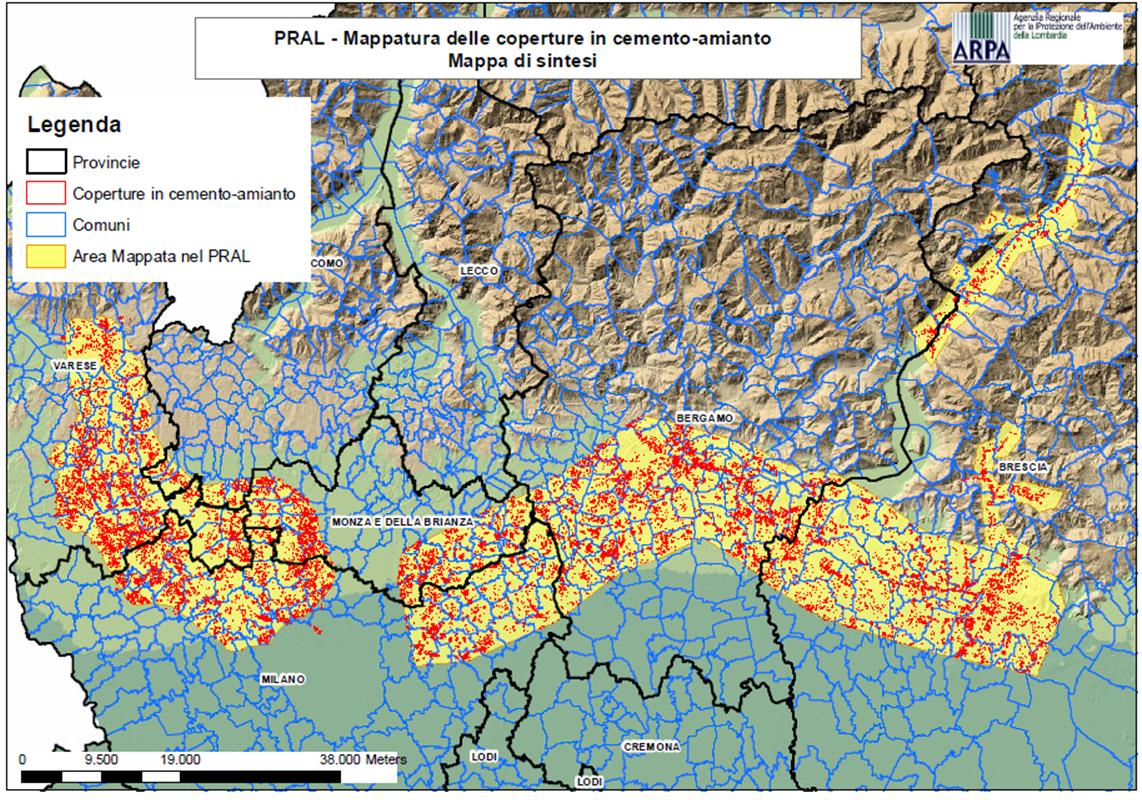 PRAL - Mappatura delle coperture in cemento-amianto
Mappa di sintesi
ARPA
Agenzia Regionale
per la Protezione dell'Ambiente
della Lombardia
Legenda
Provincie
Coperture in cemento-amianto
Comuni
Area Mappata nel PRAL
COMO
LECCO
VARESE
BERGAMO
BRESCIA
MONZA E DELLA BRIANZA
MILANO
CREMONA
LODI
LODI
0 9.500 19.000 38.000 Meters